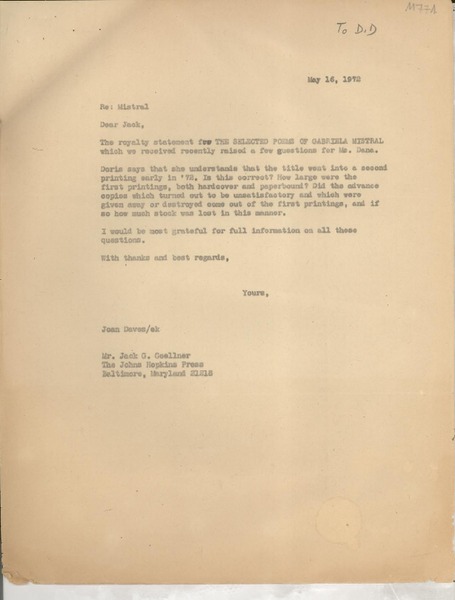 To D.D
May 16, 1972
Re: Mistral
Dear Jack,
The royalty statement for THE SELECTED POEMS OF GABRIELA MISTRAL
which we received recently raised a few questions for Ms. Dana.
Doris says that she understands that the title went into a second
printing early in '72. Is this correct? How large were the
first printings, both hardcover and paperbound? Did the advance
copies which turned out to be unsatisfactory and which were
given away or destroyed come out of the first printings, and if
so how much stock was lost in this manner.
I would be most grateful for full information on all these
questions.
With thanks and best regards,
Yours,
Joan Daves/ek
Mr. Jack G. Goellner
The Johns Hopkins Press
Baltimore, Maryland 21218